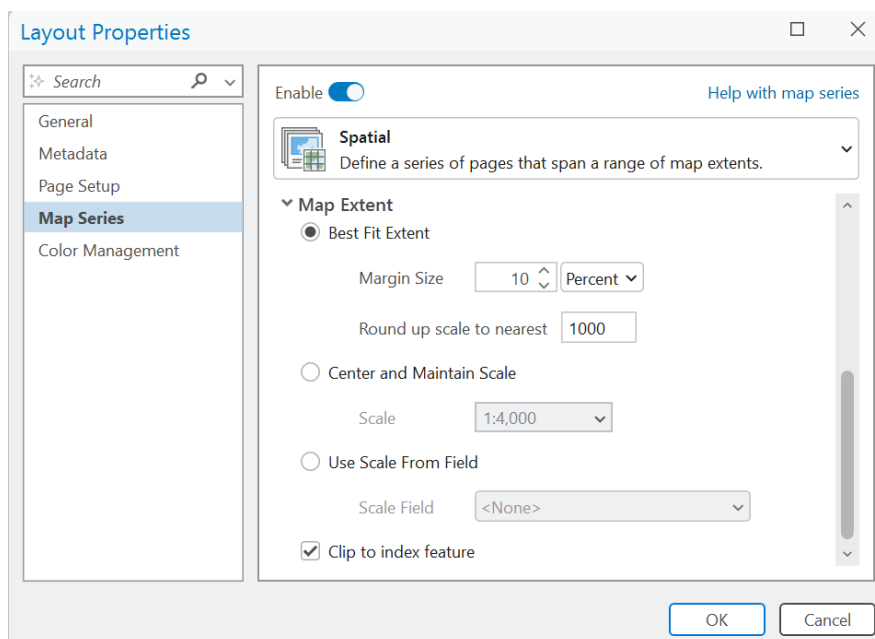 Layout Properties
Search
General
Metadata
Page Setup
Map Series
Color Management
Enable
Help with map series
Spatial
Define a series of pages that span a range of map extents.
Map Extent
Best Fit Extent
Margin Size 10 Percent
Round up scale to nearest 1000
Center and Maintain Scale
Scale 1:4,000
Use Scale From Field
Scale Field <None>
Clip to index feature
OK Cancel